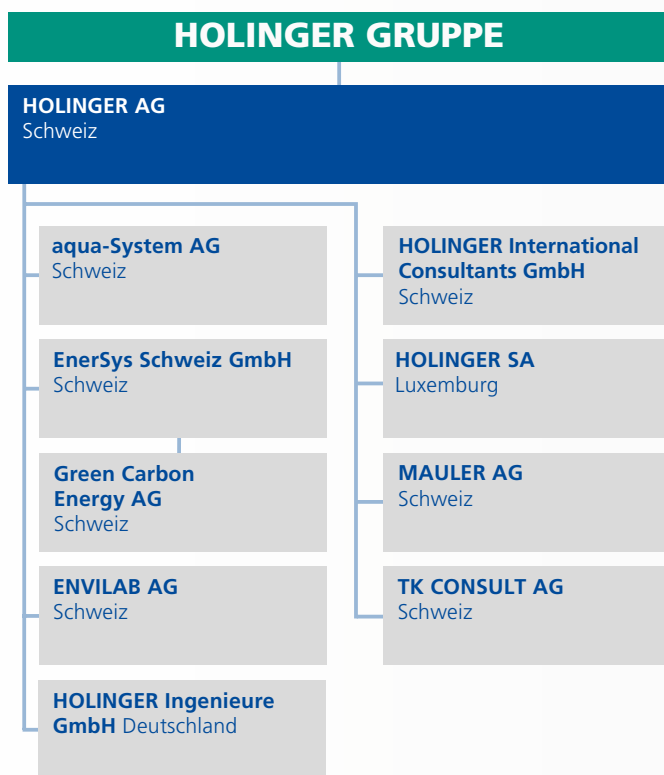 HOLINGER GRUPPE
HOLINGER AG
Schweiz
aqua-System AG
Schweiz
EnerSys Schweiz GmbH
Schweiz
Green Carbon
Energy AG
Schweiz
ENVILAB AG
Schweiz
HOLINGER Ingenieure
GmbH Deutschland
HOLINGER International
Consultants GmbH
Schweiz
HOLINGER SA
Luxemburg
MAULER AG
Schweiz
TK CONSULT AG
Schweiz